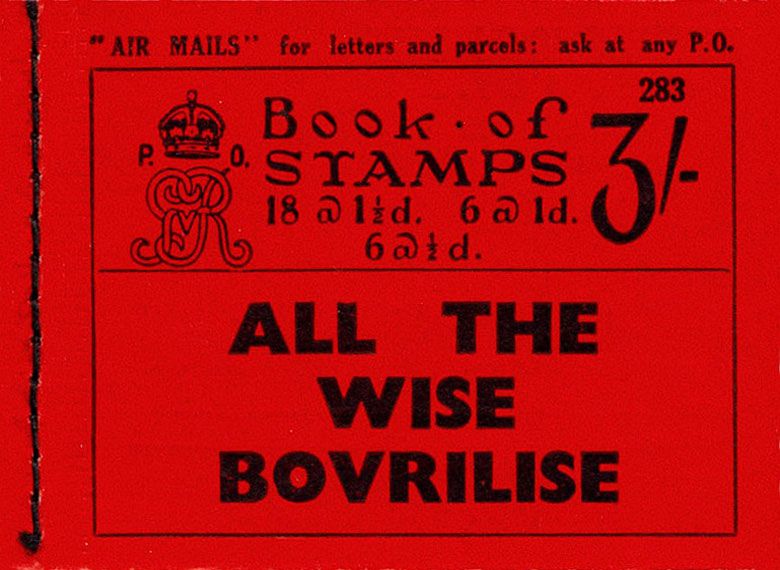 "AIR MAILS" for letters and parcels: ask at any P.O.
283
P. O.
Book · of
STAMPS
3/-
18 @ 1½d. 6 @ 1d.
6 @ ½d.
ALL THE
WISE
BOVRILISE